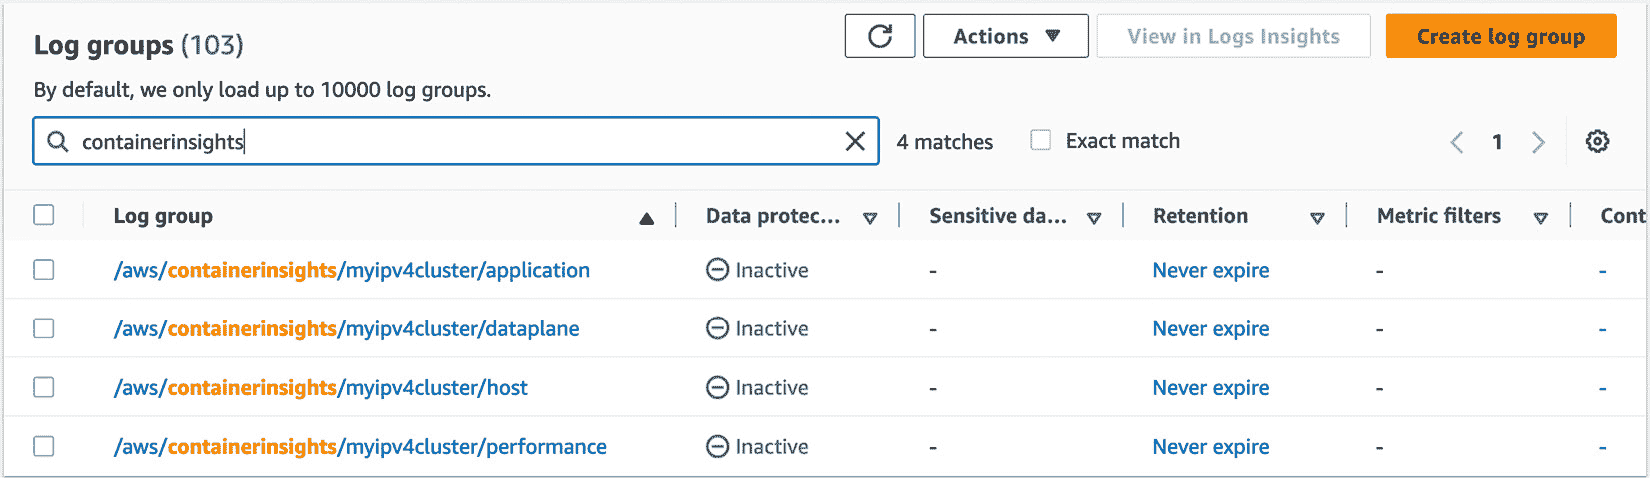 Log groups (103)
Actions
View in Logs Insights
Create log group
By default, we only load up to 10000 log groups.
containerinsights
4 matches
Exact match
1
Log group
Data protec...
Sensitive da...
Retention
Metric filters
Cont
/aws/containerinsights/myipv4cluster/application
Inactive
-
Never expire
-
-
/aws/containerinsights/myipv4cluster/dataplane
Inactive
-
Never expire
-
-
/aws/containerinsights/myipv4cluster/host
Inactive
-
Never expire
-
-
/aws/containerinsights/myipv4cluster/performance
Inactive
-
Never expire
-
-